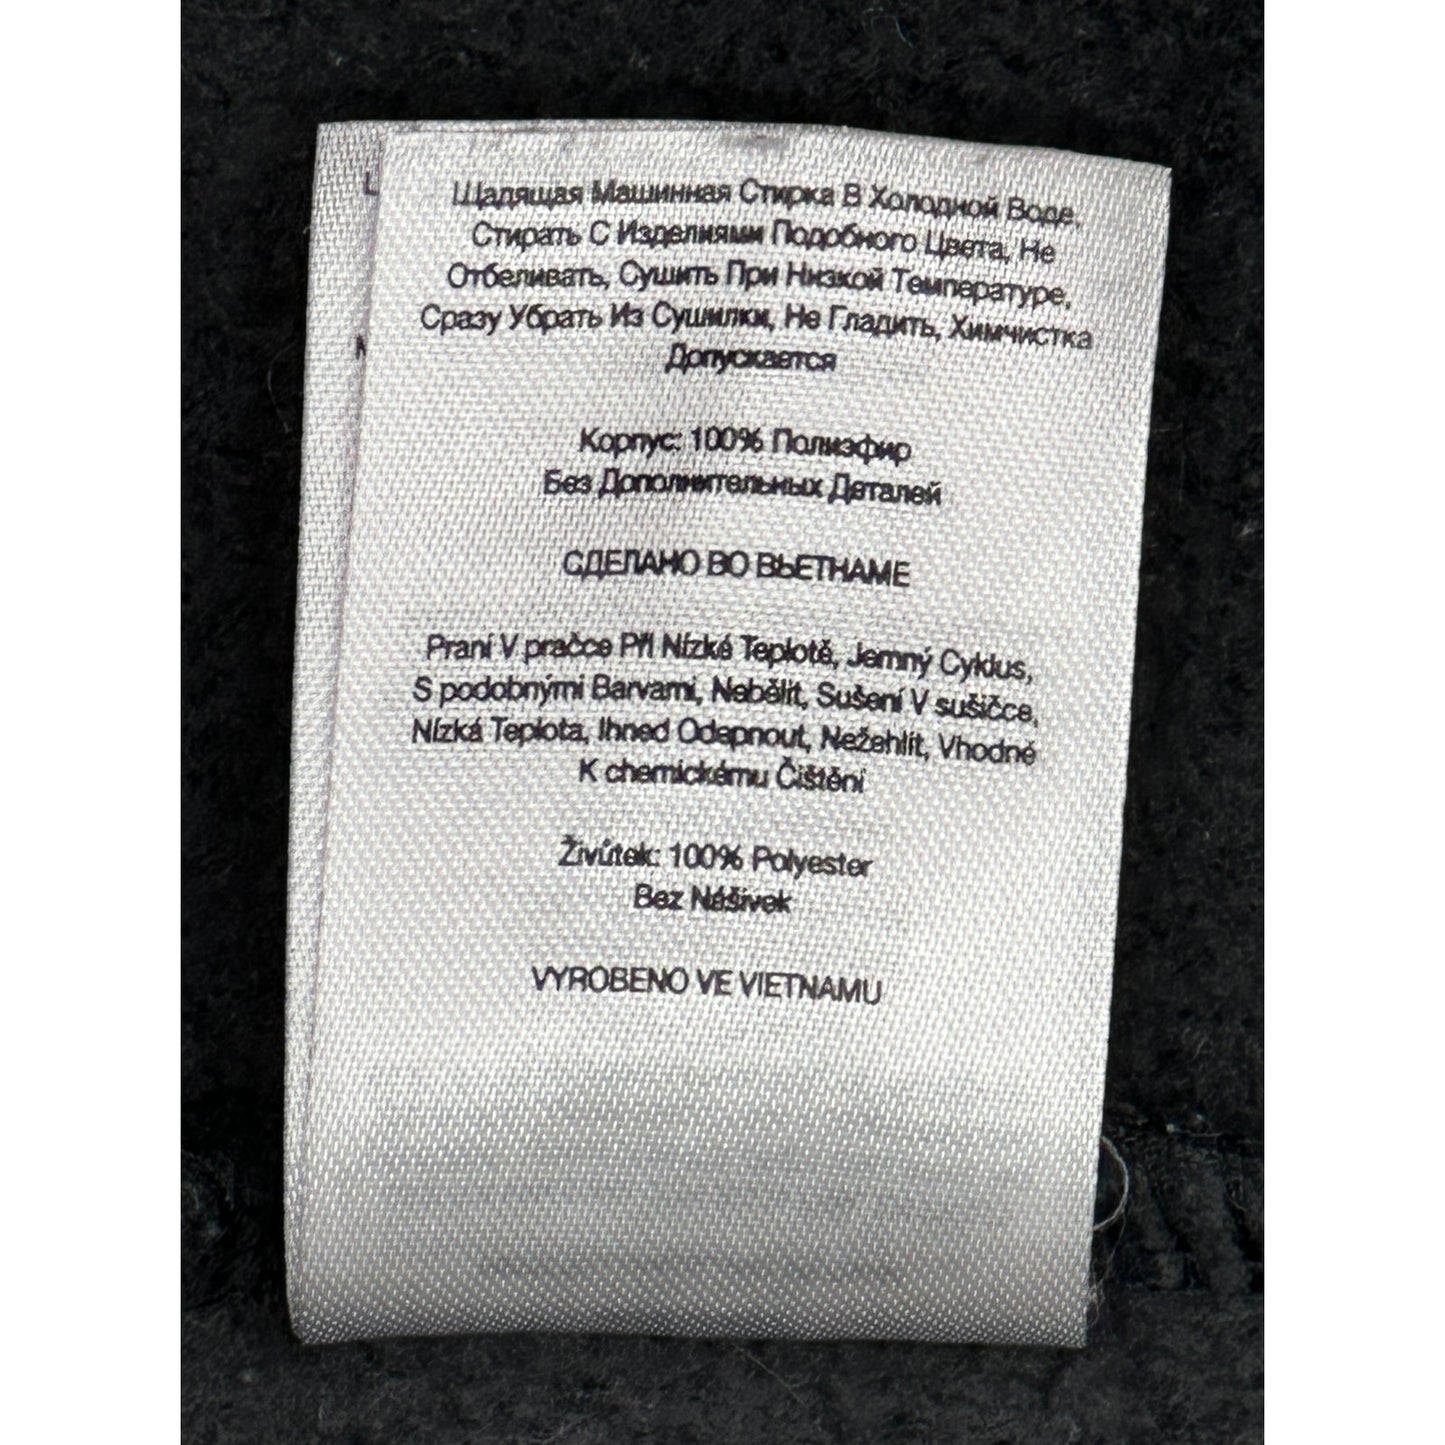 Щадящая Машинная Стирка В Холодной Воде,
Стирать С Изделиями Подобного Цвета, Не
Отбеливать, Сушить При Низкой Температуре,
Сразу Убрать Из Сушилки, Не Гладить, Химчистка
Допускается
Корпус: 100% Полиэфир
Без Дополнительных Деталей
СДЕЛАНО ВО ВЬЕТНАМЕ
Praní V pračce Při Nízké Teplotě, Jemný Cyklus,
S podobnými Barvami, Nebělit, Sušení V sušičce,
Nízká Teplota, Ihned Odepnout, Nežehlit, Vhodné
K chemickému Čištění
Živůtek: 100% Polyester
Bez Nášivek
VYROBENO VE VIETNAMU